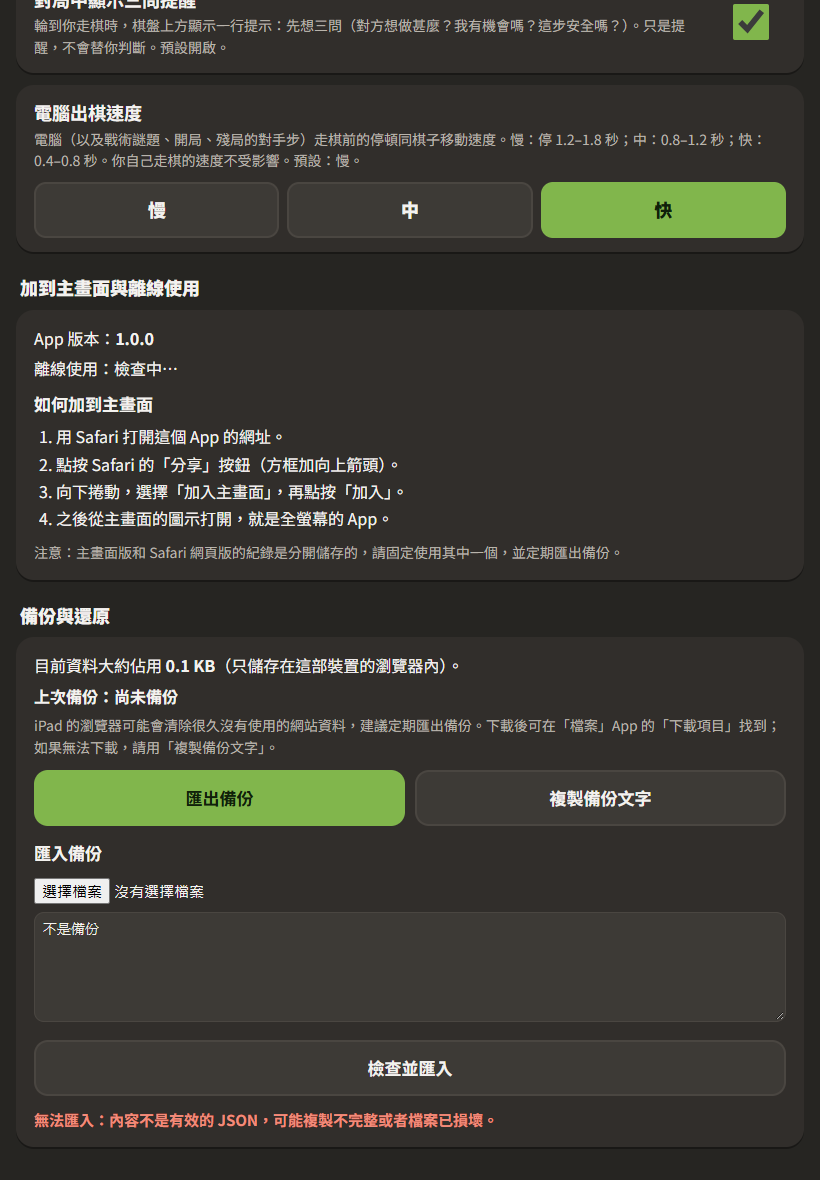 對局中顯示三問提醒
輪到你走棋時，棋盤上方顯示一行提示：先想三問（對方想做甚麼？我有機會嗎？這步安全嗎？）。只是提
醒，不會替你判斷。預設開啟。
電腦出棋速度
電腦（以及戰術謎題、開局、殘局的對手步）走棋前的停頓同棋子移動速度。慢：停 1.2–1.8 秒；中：0.8–1.2 秒；快：
0.4–0.8 秒。你自己走棋的速度不受影響。預設：慢。
慢
中
快
加到主畫面與離線使用
App 版本：1.0.0
離線使用：檢查中…
如何加到主畫面
1. 用 Safari 打開這個 App 的網址。
2. 點按 Safari 的「分享」按鈕（方框加向上箭頭）。
3. 向下捲動，選擇「加入主畫面」，再點按「加入」。
4. 之後從主畫面的圖示打開，就是全螢幕的 App。
注意：主畫面版和 Safari 網頁版的紀錄是分開儲存的，請固定使用其中一個，並定期匯出備份。
備份與還原
目前資料大約佔用 0.1 KB（只儲存在這部裝置的瀏覽器內）。
上次備份：尚未備份
iPad 的瀏覽器可能會清除很久沒有使用的網站資料，建議定期匯出備份。下載後可在「檔案」App 的「下載項目」找到；
如果無法下載，請用「複製備份文字」。
匯出備份
複製備份文字
匯入備份
選擇檔案 沒有選擇檔案
不是備份
檢查並匯入
無法匯入：內容不是有效的 JSON，可能複製不完整或者檔案已損壞。